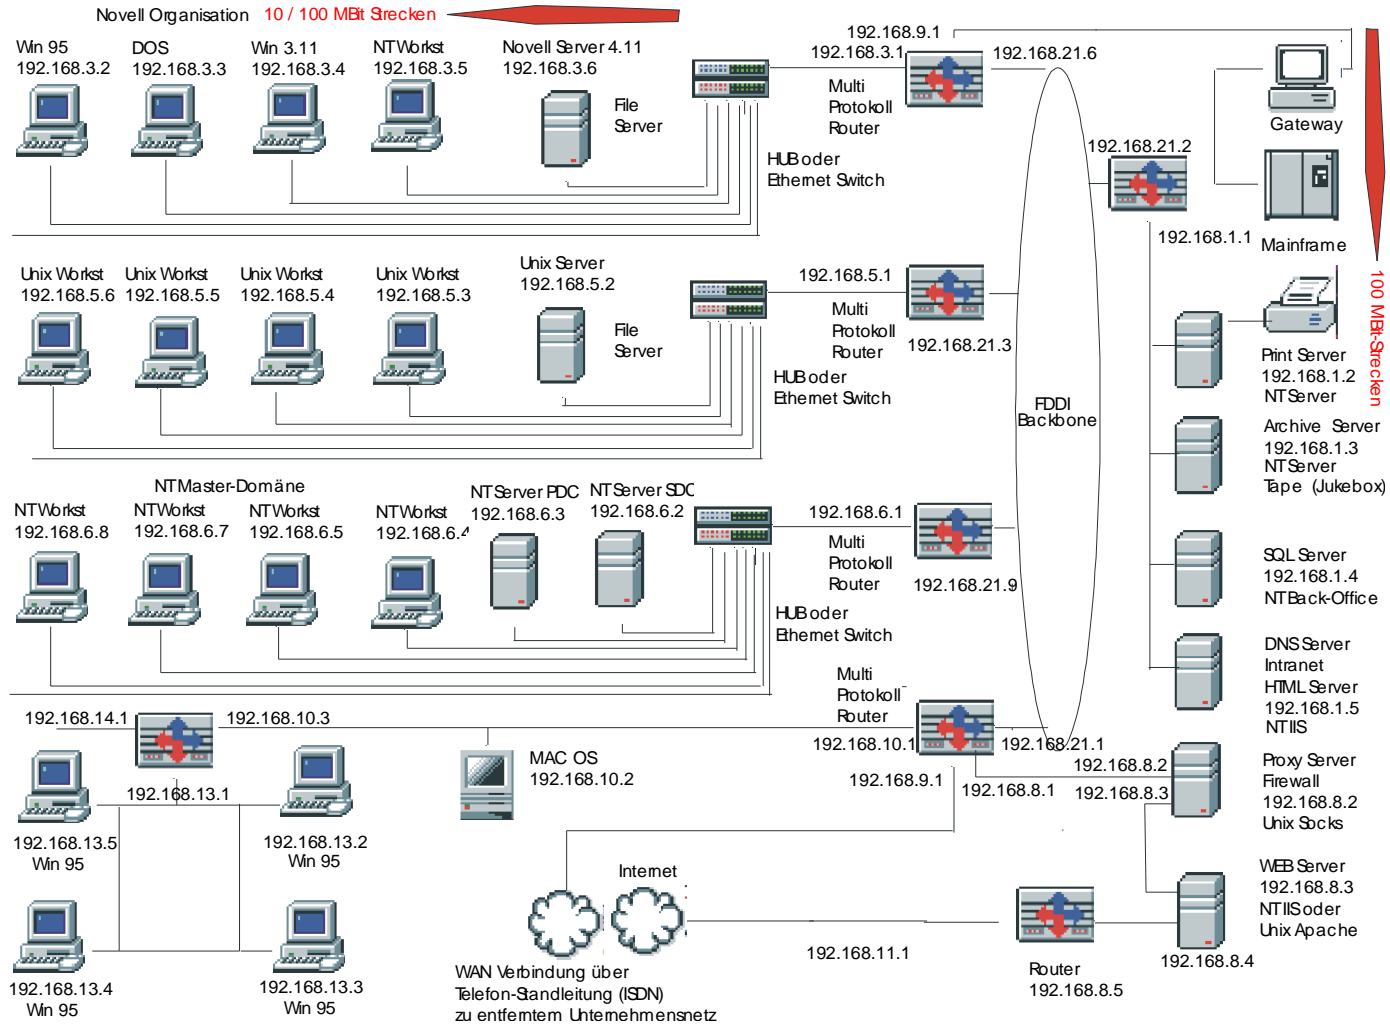 Novell Organisation 10 / 100 MBit Strecken
Win 95
192.168.3.2
DOS
192.168.3.3
Win 3.11
192.168.3.4
NT Workst
192.168.3.5
Novell Server 4.11
192.168.3.6
File
Server
HUB oder
Ethernet Switch
192.168.9.1
192.168.3.1
Multi
Protokoll
Router
192.168.21.6
192.168.21.2
192.168.1.1
Gateway
Mainframe
100 MBit-Strecken
Unix Workst
192.168.5.6
Unix Workst
192.168.5.5
Unix Workst
192.168.5.4
Unix Workst
192.168.5.3
Unix Server
192.168.5.2
File
Server
HUB oder
Ethernet Switch
192.168.5.1
Multi
Protokoll
Router
192.168.21.3
FDDI
Backbone
Print Server
192.168.1.2
NT Server
Archive Server
192.168.1.3
NT Server
Tape (Jukebox)
SQL Server
192.168.1.4
NT Back-Office
DNS Server
Intranet
HTML Server
192.168.1.5
NT IIS
NT Master-Domäne
NT Workst
192.168.6.8
NT Workst
192.168.6.7
NT Workst
192.168.6.5
NT Workst
192.168.6.4
NT Server PDC
192.168.6.3
NT Server SDC
192.168.6.2
HUB oder
Ethernet Switch
192.168.6.1
Multi
Protokoll
Router
192.168.21.9
Multi
Protokoll
Router
192.168.10.1
192.168.21.1
192.168.9.1
192.168.8.1
192.168.8.2
192.168.8.3
Proxy Server
Firewall
192.168.8.2
Unix Socks
WEB Server
192.168.8.3
NT IIS oder
Unix Apache
192.168.8.4
192.168.14.1
192.168.10.3
192.168.13.1
MAC OS
192.168.10.2
192.168.13.5
Win 95
192.168.13.2
Win 95
192.168.13.4
Win 95
192.168.13.3
Win 95
Internet
WAN Verbindung über
Telefon-Standleitung (ISDN)
zu entferntem Unternehmensnetz
192.168.11.1
Router
192.168.8.5